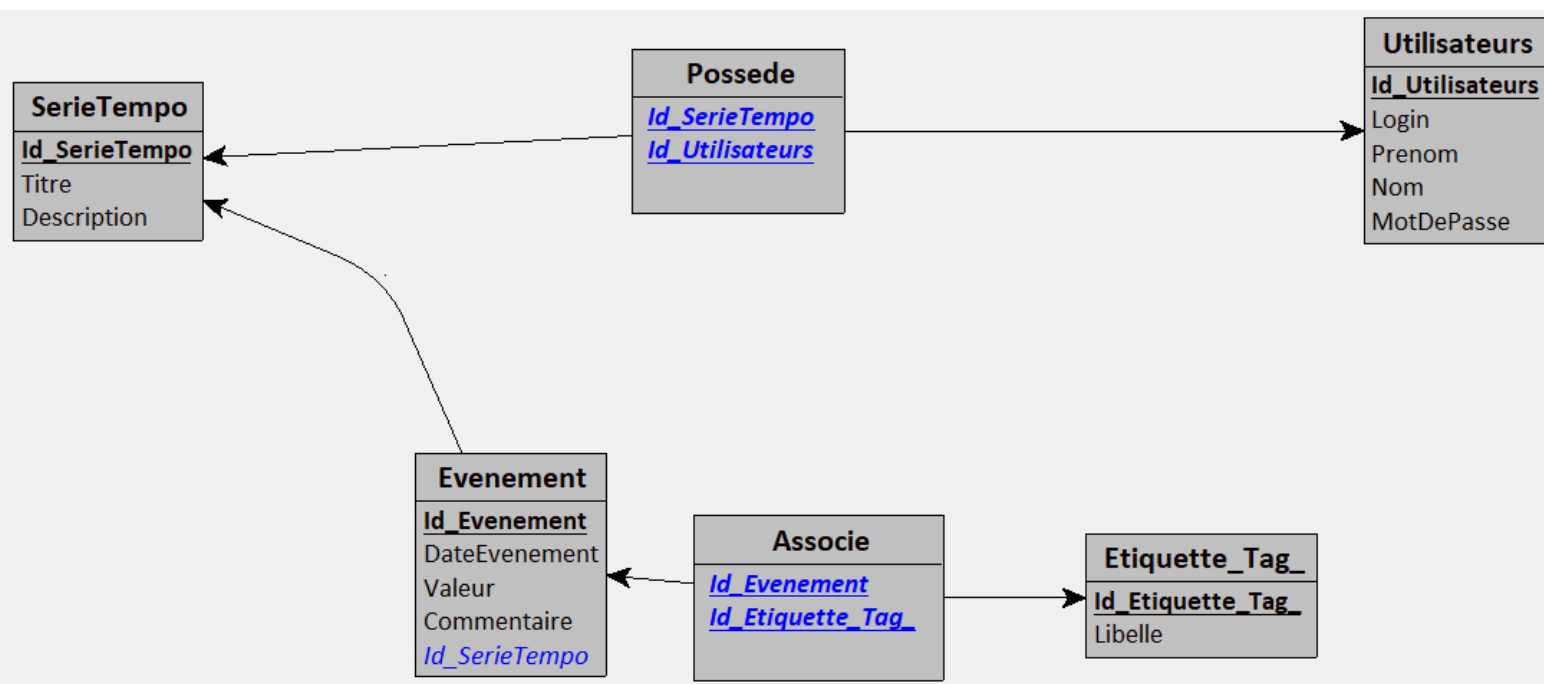 SerieTempo
Id_SerieTempo
Titre
Description
Possede
Id_SerieTempo
Id_Utilisateurs
Utilisateurs
Id_Utilisateurs
Login
Prenom
Nom
MotDePasse
Evenement
Id_Evenement
DateEvenement
Valeur
Commentaire
Id_SerieTempo
Associe
Id_Evenement
Id_Etiquette_Tag_
Etiquette_Tag_
Id_Etiquette_Tag_
Libelle